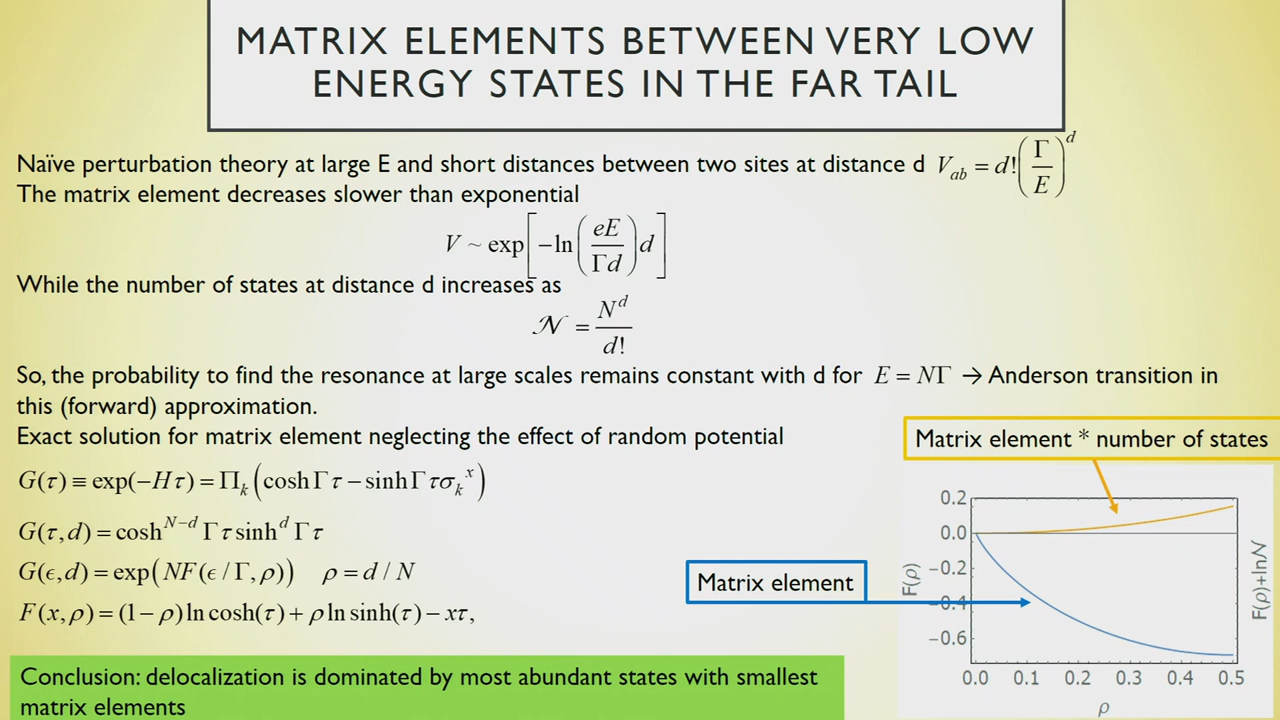 MATRIX ELEMENTS BETWEEN VERY LOW
ENERGY STATES IN THE FAR TAIL
Naïve perturbation theory at large E and short distances between two sites at distance d V_{ab} = d!(Γ/E)^d
The matrix element decreases slower than exponential
V ~ exp[−ln(eE/Γd)d]
While the number of states at distance d increases as
𝒩 = N^d/d!
So, the probability to find the resonance at large scales remains constant with d for E = NΓ → Anderson transition in
this (forward) approximation.
Exact solution for matrix element neglecting the effect of random potential
G(τ) ≡ exp(−Hτ) = Π_k(cosh Γτ − sinh Γτσ_k^x)
G(τ,d) = cosh^{N−d} Γτ sinh^d Γτ
G(ϵ,d) = exp(NF(ϵ/Γ,ρ)) ρ = d/N
F(x,ρ) = (1−ρ)ln cosh(τ) + ρ ln sinh(τ) − xτ,
Conclusion: delocalization is dominated by most abundant states with smallest
matrix elements
Matrix element * number of states
Matrix element
0.2
0.0
−0.2
−0.4
−0.6
F(ρ)
F(ρ)+ln𝒩
0.0 0.1 0.2 0.3 0.4 0.5
ρ